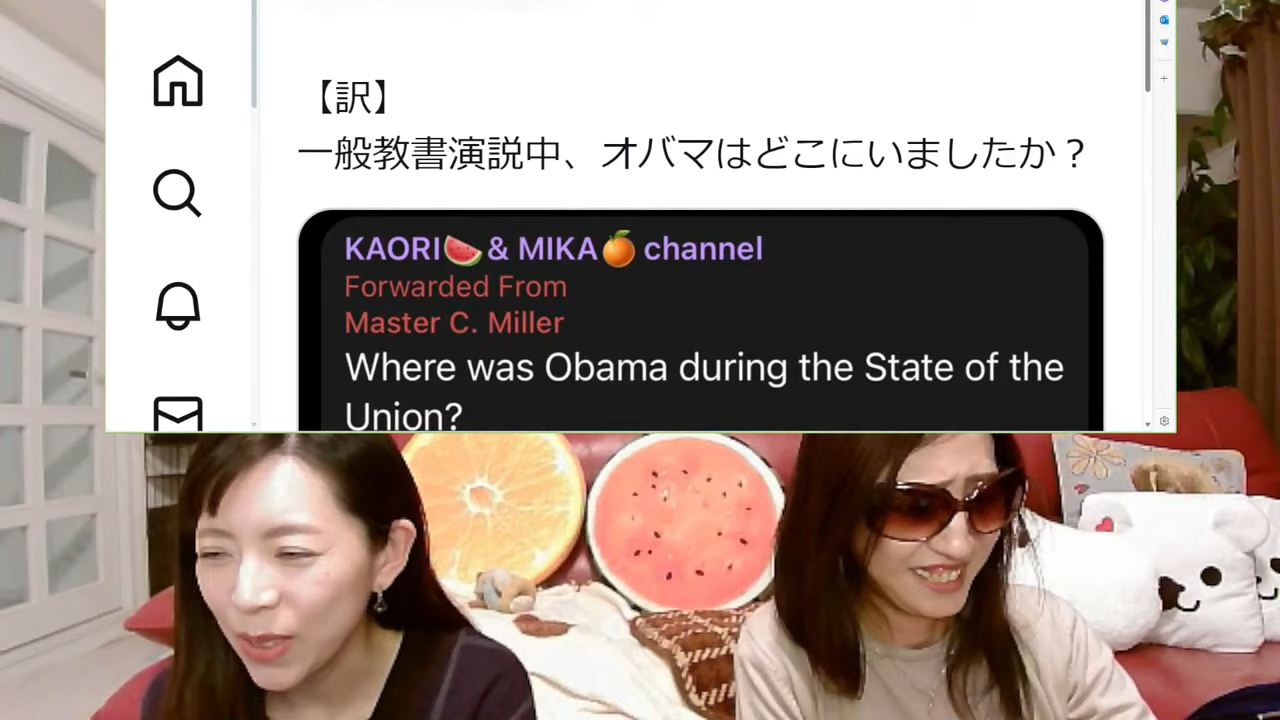 【訳】
一般教書演説中、オバマはどこにいましたか？
KAORI🍉& MIKA🍊 channel
Forwarded From
Master C. Miller
Where was Obama during the State of the
Union?